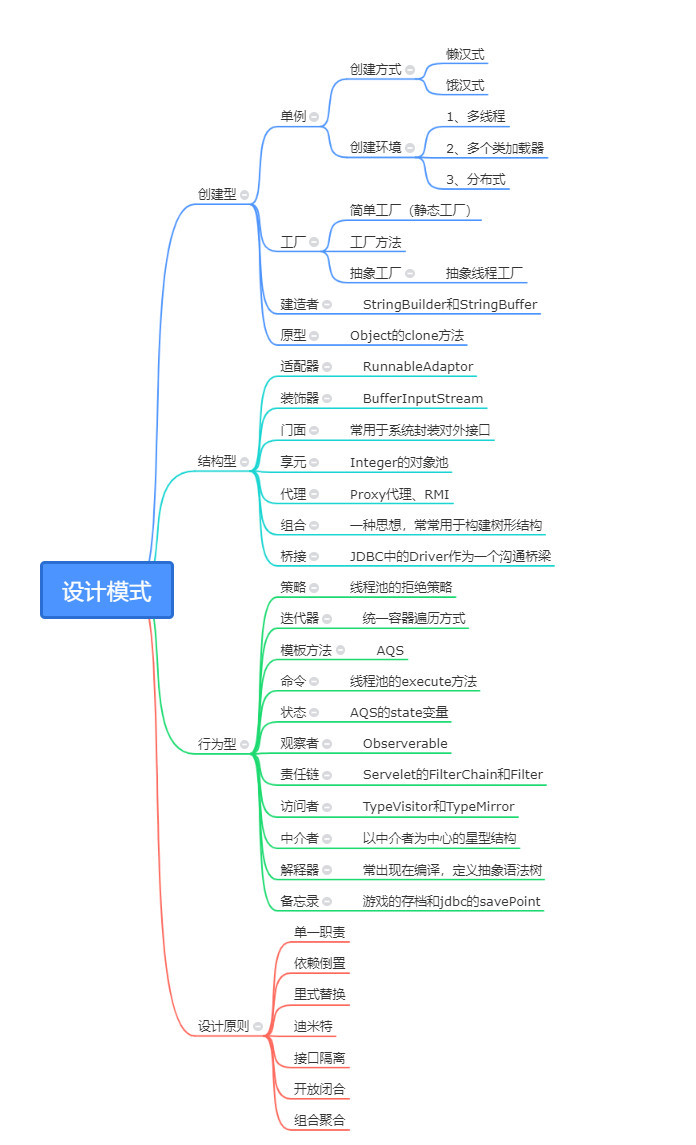 懒汉式
创建方式
饿汉式
单例
1、多线程
创建环境
2、多个类加载器
3、分布式
创建型
简单工厂（静态工厂）
工厂
工厂方法
抽象工厂 抽象线程工厂
建造者 StringBuilder和StringBuffer
原型 Object的clone方法
适配器 RunnableAdaptor
装饰器 BufferInputStream
门面 常用于系统封装对外接口
结构型
享元 Integer的对象池
代理 Proxy代理、RMI
组合 一种思想，常常用于构建树形结构
桥接 JDBC中的Driver作为一个沟通桥梁
设计模式
策略 线程池的拒绝策略
迭代器 统一容器遍历方式
模板方法 AQS
命令 线程池的execute方法
状态 AQS的state变量
行为型
观察者 Observerable
责任链 Servelet的FilterChain和Filter
访问者 TypeVisitor和TypeMirror
中介者 以中介者为中心的星型结构
解释器 常出现在编译，定义抽象语法树
备忘录 游戏的存档和jdbc的savePoint
单一职责
依赖倒置
里式替换
设计原则
迪米特
接口隔离
开放闭合
组合聚合